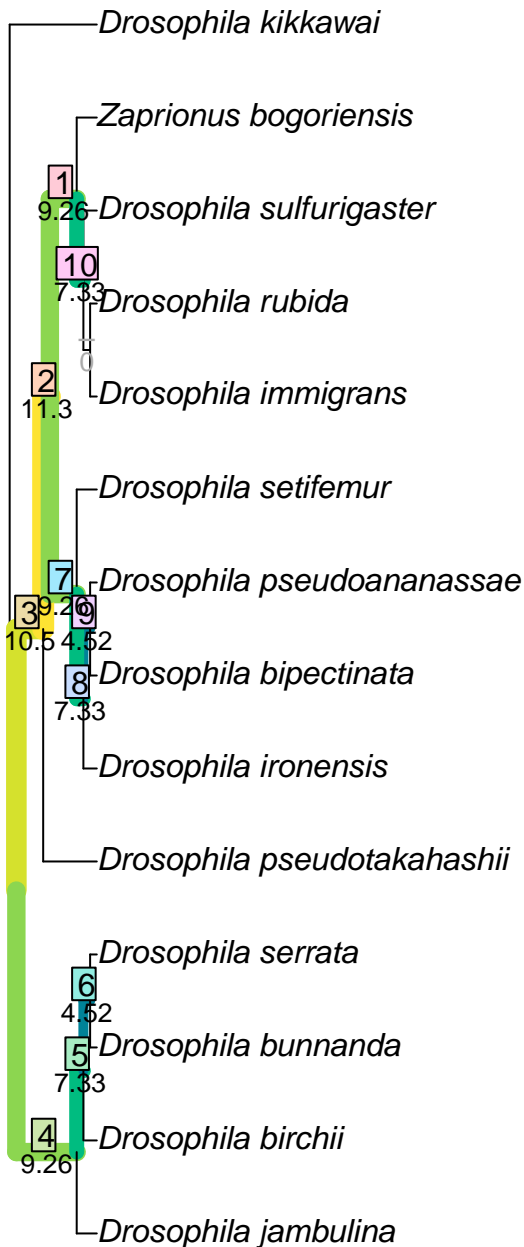 Drosophila kikkawai
Zaprionus bogoriensis
1
9.26
Drosophila sulfurigaster
10
7.33
Drosophila rubida
–
0
2
11.3
Drosophila immigrans
Drosophila setifemur
7
9.26
Drosophila pseudoananassae
3
10.5
9
4.52
Drosophila bipectinata
8
7.33
Drosophila ironensis
Drosophila pseudotakahashii
Drosophila serrata
6
4.52
Drosophila bunnanda
5
7.33
Drosophila birchii
4
9.26
Drosophila jambulina